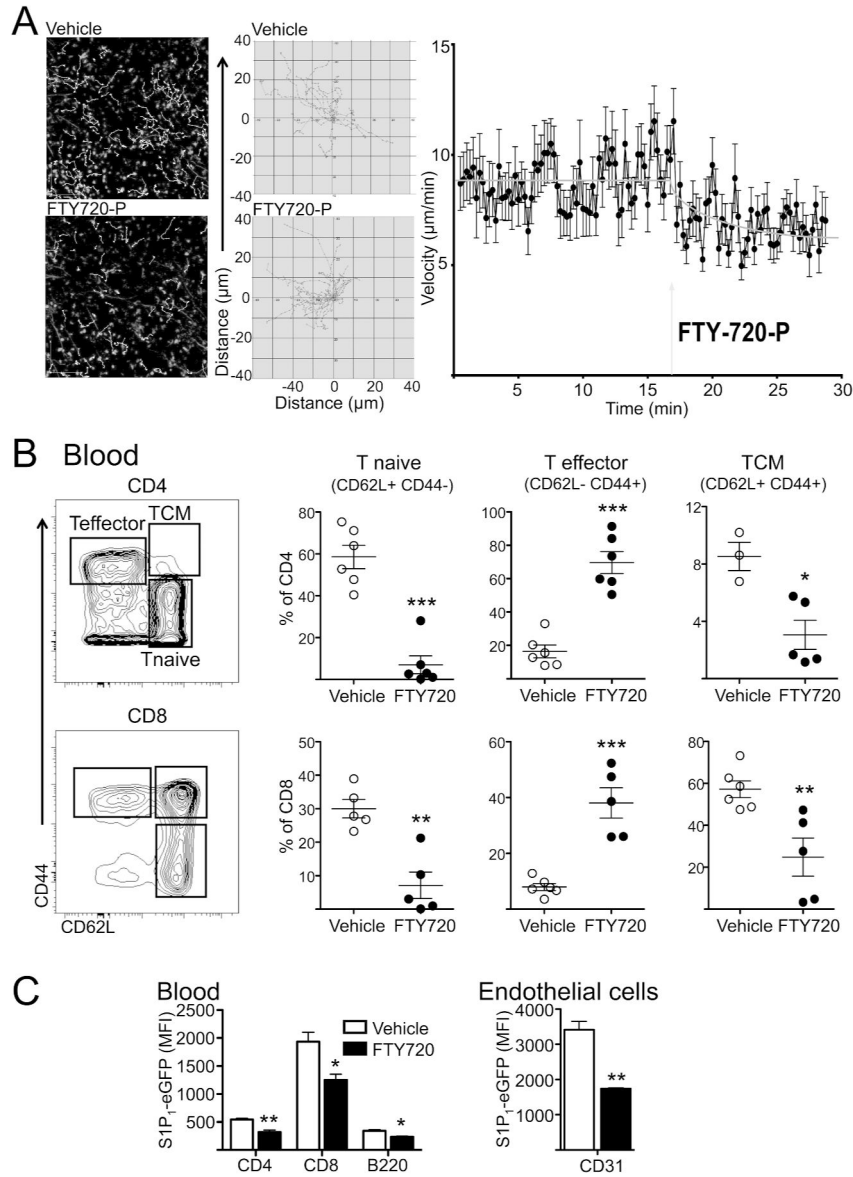 A
Vehicle
Vehicle
FTY720-P
FTY720-P
40
20
0
-20
-40
40
20
0
-20
-40
-40
-20
0
20
40
Distance (µm)
Distance (µm)
15
10
5
Velocity (µm/min)
5
10
15
20
25
30
Time (min)
FTY-720-P
B
Blood
CD4
Teffector
TCM
Tnaive
CD8
CD44
CD62L
T naive
(CD62L+ CD44-)
T effector
(CD62L- CD44+)
TCM
(CD62L+ CD44+)
% of CD4
80
60
40
20
***
Vehicle FTY720
100
80
60
40
20
***
Vehicle FTY720
12
8
4
*
Vehicle FTY720
% of CD8
50
40
30
20
10
**
Vehicle FTY720
60
40
20
***
Vehicle FTY720
80
60
40
20
**
Vehicle FTY720
C
Blood
S1P1-eGFP (MFI)
2500
2000
1500
1000
500
Vehicle
FTY720
**
*
*
CD4
CD8
B220
Endothelial cells
S1P1-eGFP (MFI)
4000
3000
2000
1000
**
CD31